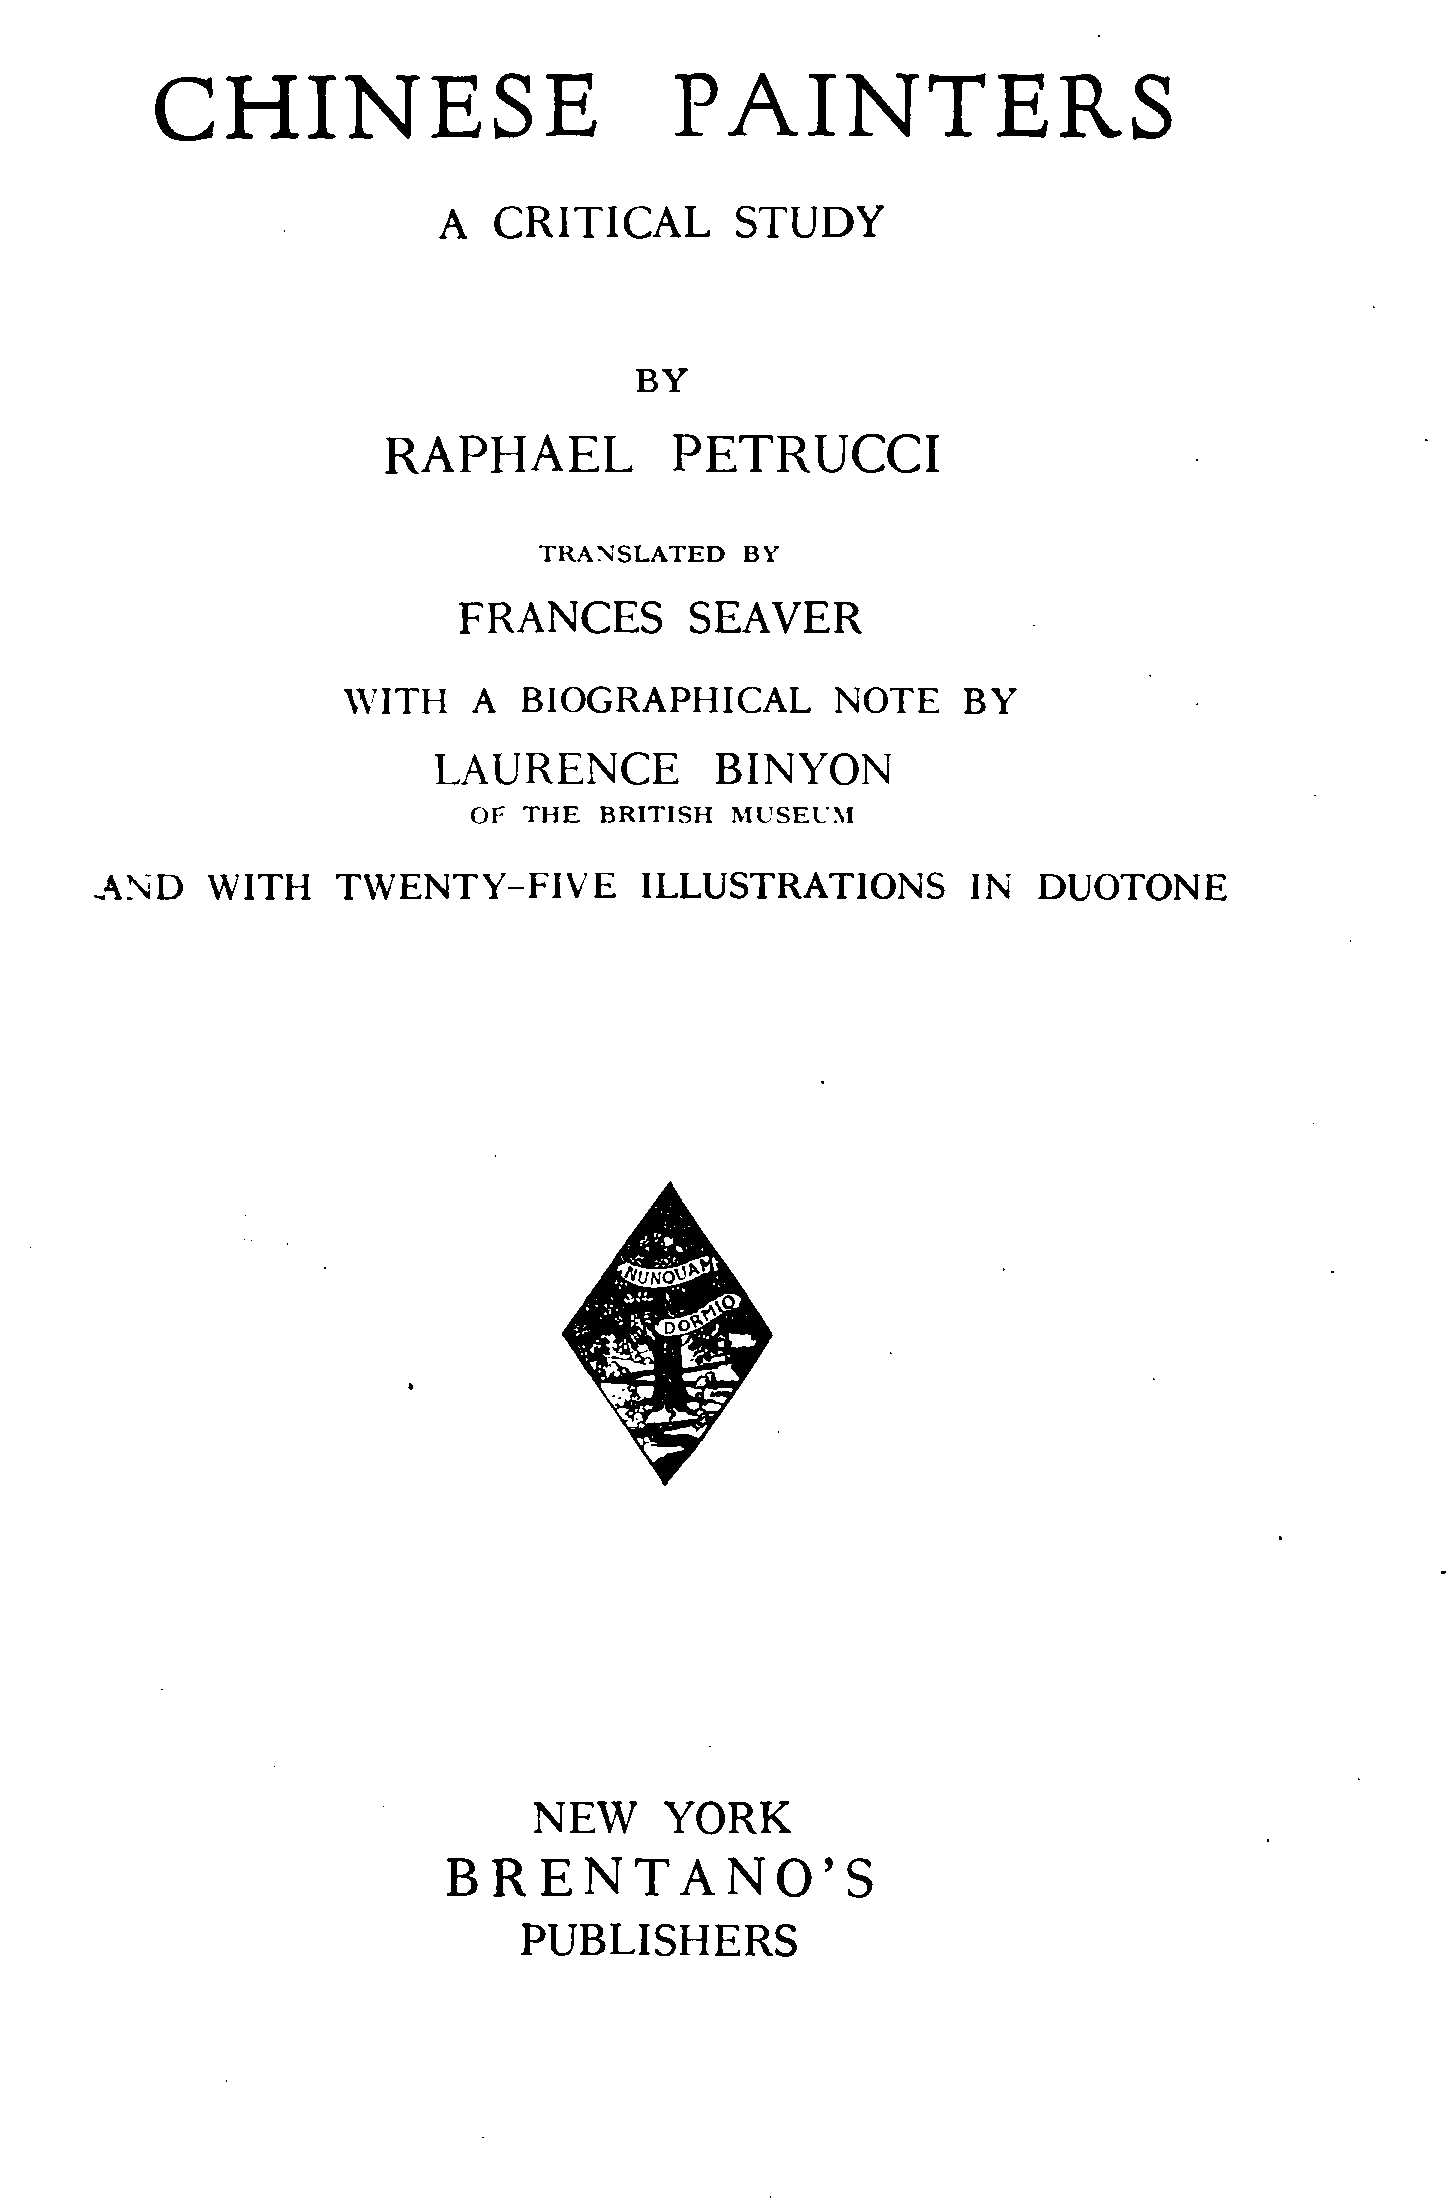 CHINESE PAINTERS
A CRITICAL STUDY
BY
RAPHAEL PETRUCCI
TRANSLATED BY
FRANCES SEAVER
WITH A BIOGRAPHICAL NOTE BY
LAURENCE BINYON
OF THE BRITISH MUSEUM
AND WITH TWENTY-FIVE ILLUSTRATIONS IN DUOTONE
NUNQUAM
DORMIO
NEW YORK
BRENTANO'S
PUBLISHERS